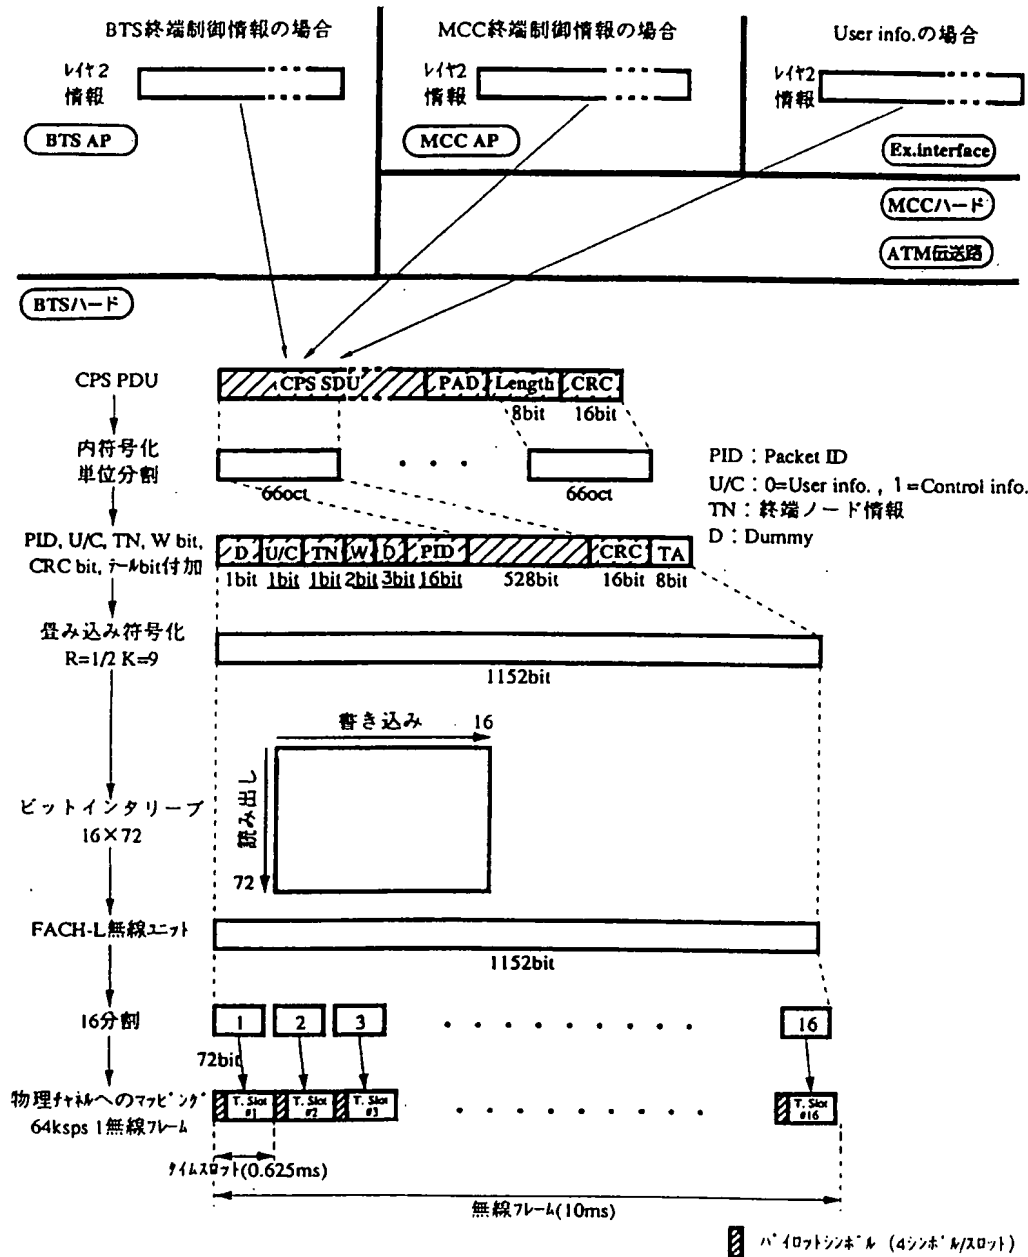 BTS終端制御情報の場合
MCC終端制御情報の場合
User info.の場合
ﾚｲﾔ2
情報
ﾚｲﾔ2
情報
ﾚｲﾔ2
情報
BTS AP
MCC AP
Ex.interface
MCCハード
ATM伝送路
BTSハード
CPS PDU
CPS SDU
PAD
Length
CRC
8bit
16bit
内符号化
単位分割
66oct
66oct
PID : Packet ID
U/C : 0=User info. , 1=Control info.
TN : 終端ノード情報
D : Dummy
PID, U/C, TN, W bit,
CRC bit, ﾃｰﾙbit付加
D
U/C
TN
W
D
PID
CRC
TA
1bit
1bit
1bit
2bit
3bit
16bit
528bit
16bit
8bit
畳み込み符号化
R=1/2 K=9
1152bit
書き込み
16
読み出し
72
ビットインタリーブ
16×72
FACH-L無線ﾕﾆｯﾄ
1152bit
16分割
1
2
3
16
72bit
物理ﾁｬﾈﾙへのﾏｯﾋﾟﾝｸﾞ
64ksps 1無線ﾌﾚｰﾑ
T. Slot
#1
T. Slot
#2
T. Slot
#3
T. Slot
#16
ﾀｲﾑｽﾛｯﾄ(0.625ms)
無線ﾌﾚｰﾑ(10ms)
ﾊﾟｲﾛｯﾄｼﾝﾎﾞﾙ (4ｼﾝﾎﾞﾙ/ｽﾛｯﾄ)